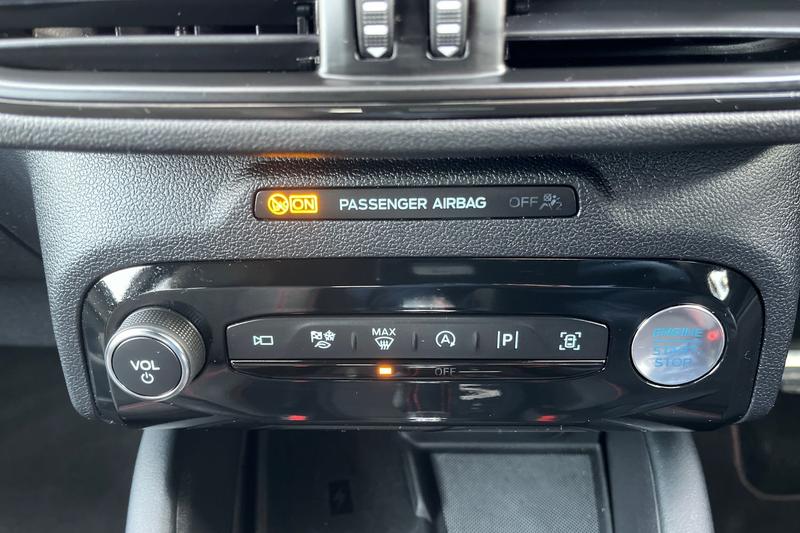 ON PASSENGER AIRBAG OFF
MAX
A
P
VOL
OFF
ENGINE
START
STOP